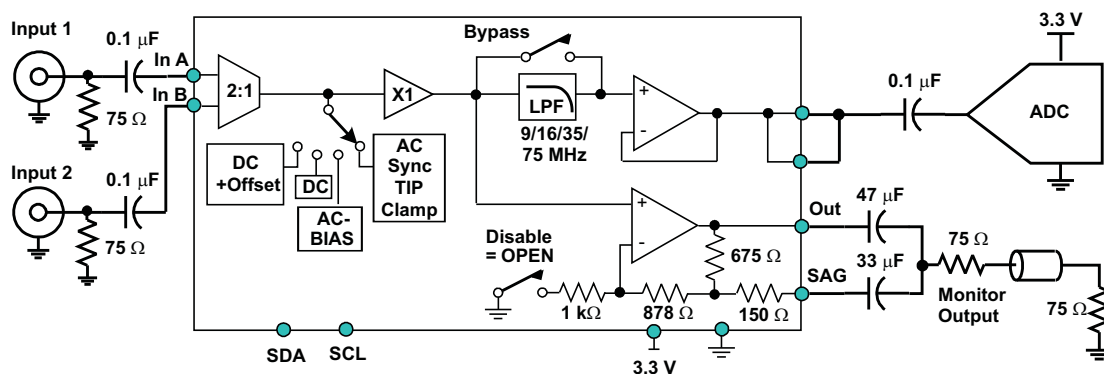 Input 1
0.1 µF
In A
In B
75 Ω
Input 2
0.1 µF
75 Ω
2:1
X1
Bypass
LPF
9/16/35/
75 MHz
+
-
DC
+Offset
DC
AC-
BIAS
AC
Sync
TIP
Clamp
Disable
= OPEN
+
-
675 Ω
1 kΩ
878 Ω
150 Ω
0.1 µF
3.3 V
ADC
Out
47 µF
SAG
33 µF
75 Ω
Monitor
Output
75 Ω
SDA
SCL
3.3 V